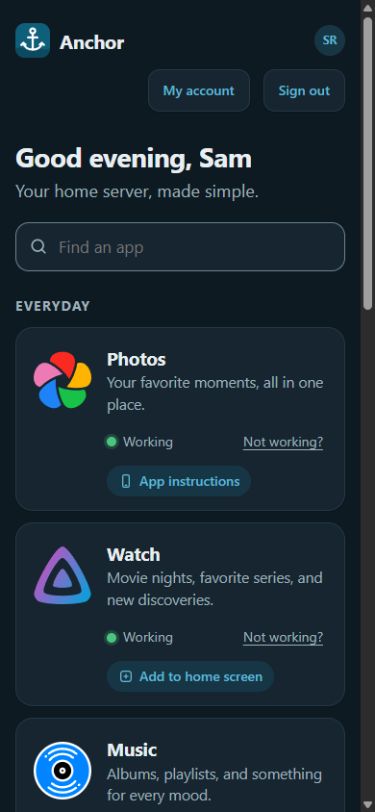 Anchor
SR
My account
Sign out
Good evening, Sam
Your home server, made simple.
Find an app
EVERYDAY
Photos
Your favorite moments, all in one
place.
Working
Not working?
App instructions
Watch
Movie nights, favorite series, and
new discoveries.
Working
Not working?
Add to home screen
Music
Albums, playlists, and something
for every mood.